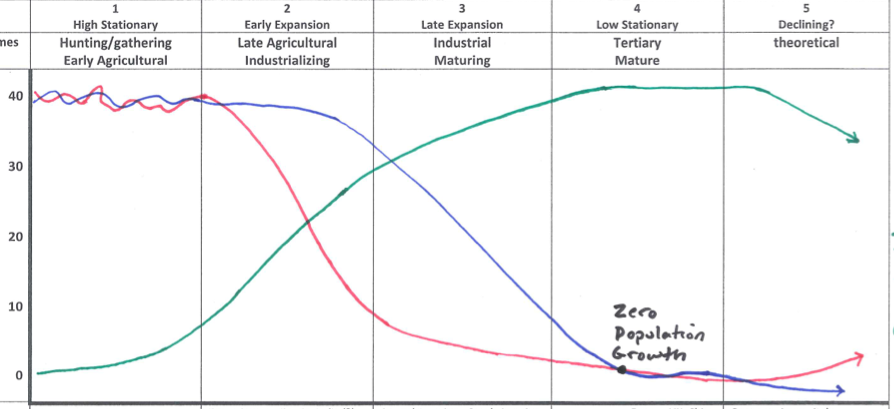 1
High Stationary
2
Early Expansion
3
Late Expansion
4
Low Stationary
5
Declining?
mes
Hunting/gathering
Early Agricultural
Late Agricultural
Industrializing
Industrial
Maturing
Tertiary
Mature
theoretical
40
30
20
10
0
Zero
Population
Growth